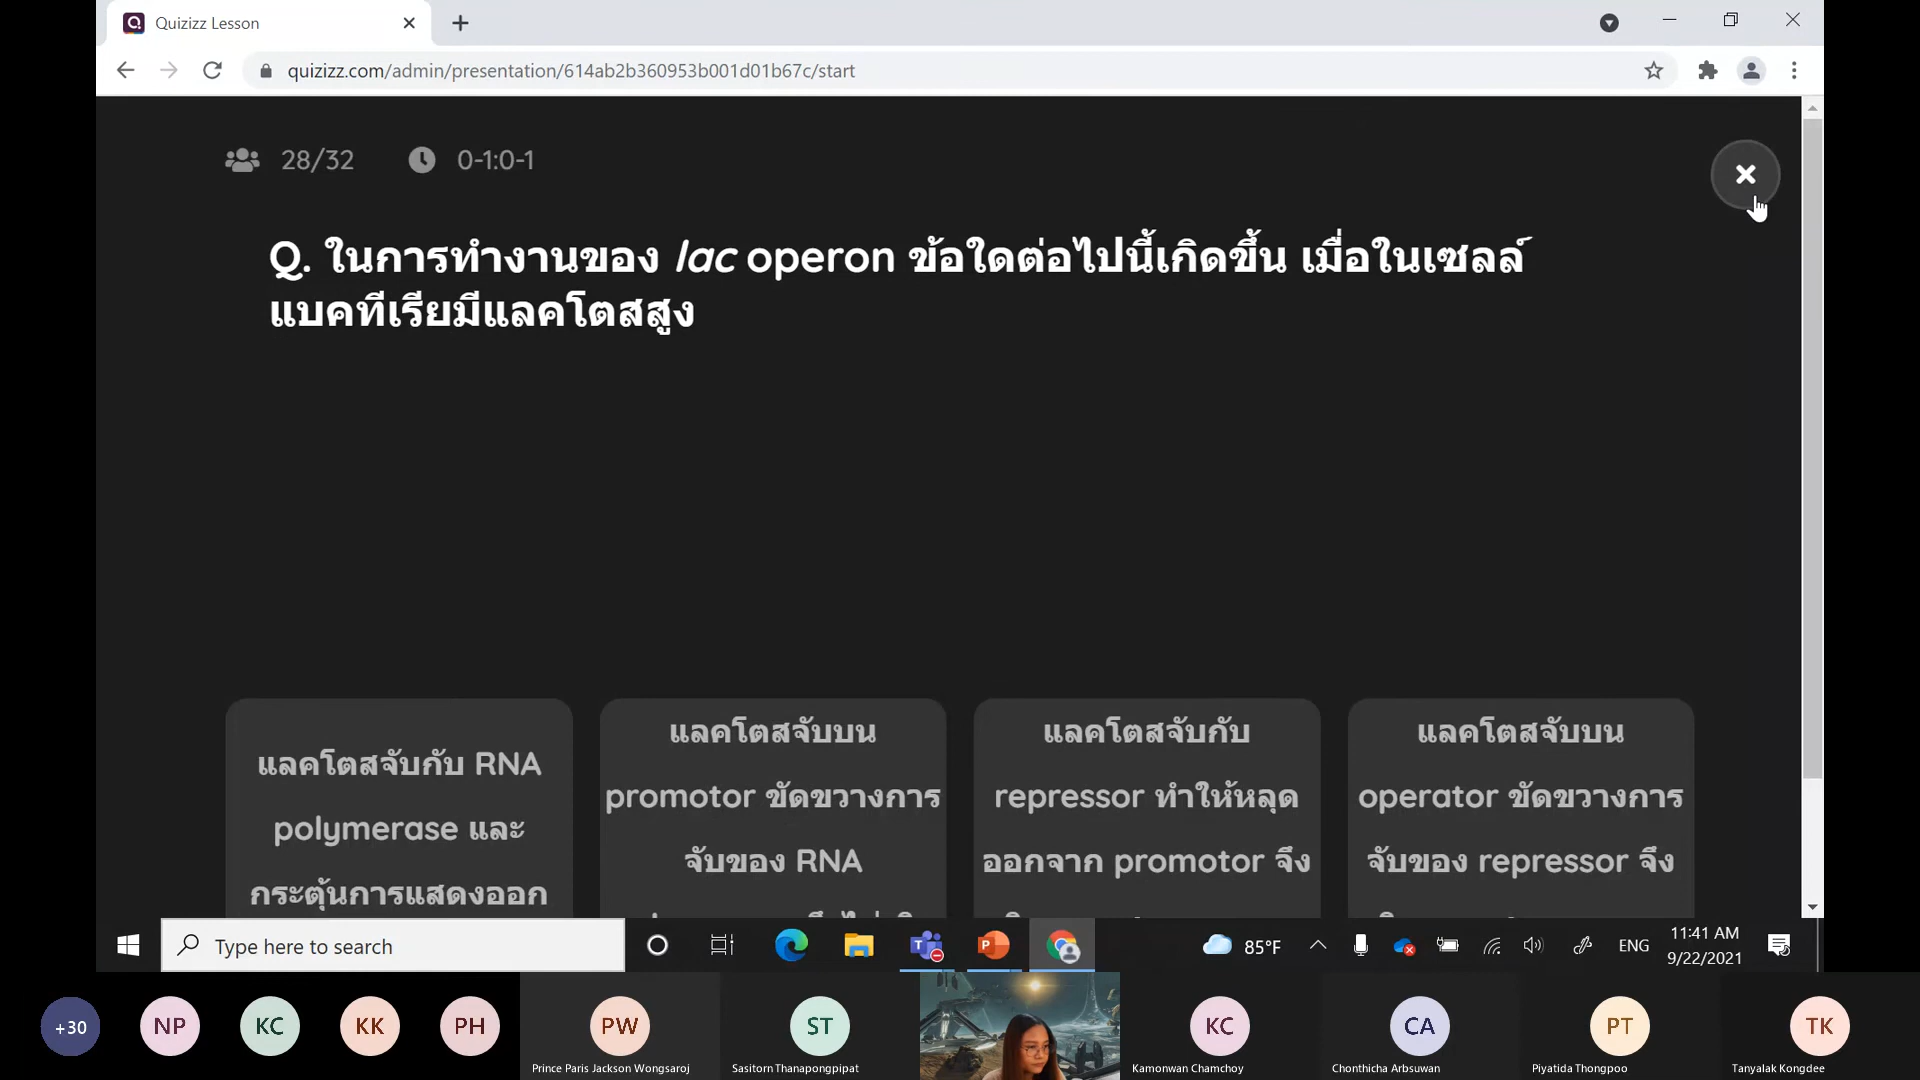 Quizizz Lesson
quizizz.com/admin/presentation/614ab2b360953b001d01b67c/start
28/32
0-1:0-1
Q. ในการทำงานของ lac operon ข้อใดต่อไปนี้เกิดขึ้น เมื่อในเซลล์
แบคทีเรียมีแลคโตสสูง
แลคโตสจับกับ RNA
polymerase และ
กระตุ้นการแสดงออก
แลคโตสจับบน
promotor ขัดขวางการ
จับของ RNA
แลคโตสจับกับ
repressor ทำให้หลุด
ออกจาก promotor จึง
แลคโตสจับบน
operator ขัดขวางการ
จับของ repressor จึง
Type here to search
85°F
ENG
11:41 AM
9/22/2021
+30
NP
KC
KK
PH
PW
Prince Paris Jackson Wongsaroj
ST
Sasitorn Thanapongpipat
KC
Kamonwan Chamchoy
CA
Chonthicha Arbsuwan
PT
Piyatida Thongpoo
TK
Tanyalak Kongdee